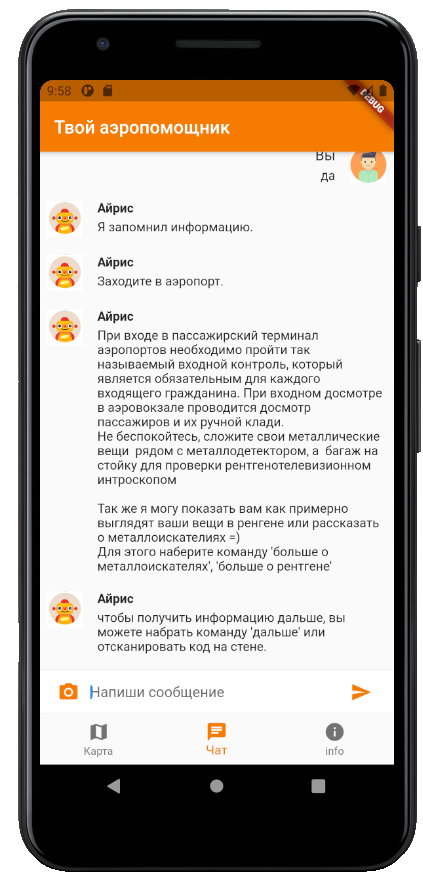 9:58
DEBUG
Твой аэропомощник
Вы
да
Айрис
Я запомнил информацию.
Айрис
Заходите в аэропорт.
Айрис
При входе в пассажирский терминал
аэропортов необходимо пройти так
называемый входной контроль, который
является обязательным для каждого
входящего гражданина. При входном досмотре
в аэровокзале проводится досмотр
пассажиров и их ручной клади.
Не беспокойтесь, сложите свои металлические
вещи  рядом с металлодетектором, а  багаж на
стойку для проверки рентгенотелевизионном
интроскопом
Так же я могу показать вам как примерно
выглядят ваши вещи в ренгене или рассказать
о металлоискателиях =)
Для этого наберите команду 'больше о
металлоискателях', 'больше о рентгене'
Айрис
чтобы получить информацию дальше, вы
можете набрать команду 'дальше' или
отсканировать код на стене.
Напиши сообщение
Карта
Чат
info